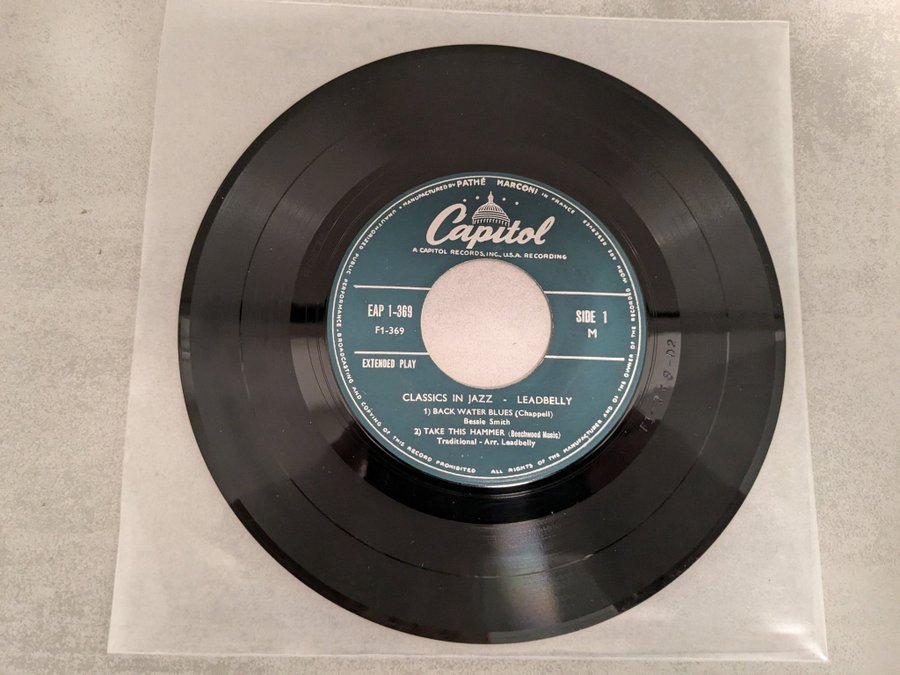 MANUFACTURED BY PATHÉ MARCONI IN FRANCE
Capitol
A CAPITOL RECORDS, INC., U.S.A. RECORDING
EAP 1-369
F1-369
SIDE 1
M
EXTENDED PLAY
CLASSICS IN JAZZ - LEADBELLY
1) BACK WATER BLUES (Chappell)
Bessie Smith
2) TAKE THIS HAMMER (Beechwood Music)
Traditional - Arr. Leadbelly
UNAUTHORIZED PUBLIC PERFORMANCE, BROADCASTING AND COPYING OF THIS RECORD PROHIBITED
ALL RIGHTS OF THE MANUFACTURER AND OF THE OWNER OF THE RECORDED WORK ARE RESERVED